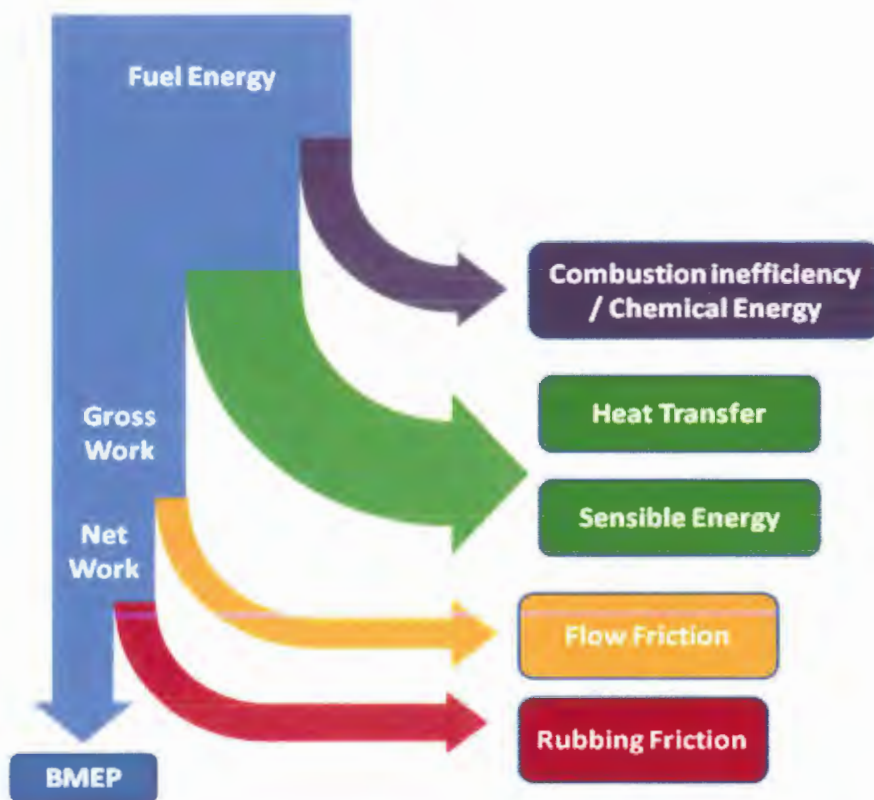 Fuel Energy
Combustion inefficiency
/ Chemical Energy
Heat Transfer
Gross
Work
Sensible Energy
Net
Work
Flow Friction
Rubbing Friction
BMEP